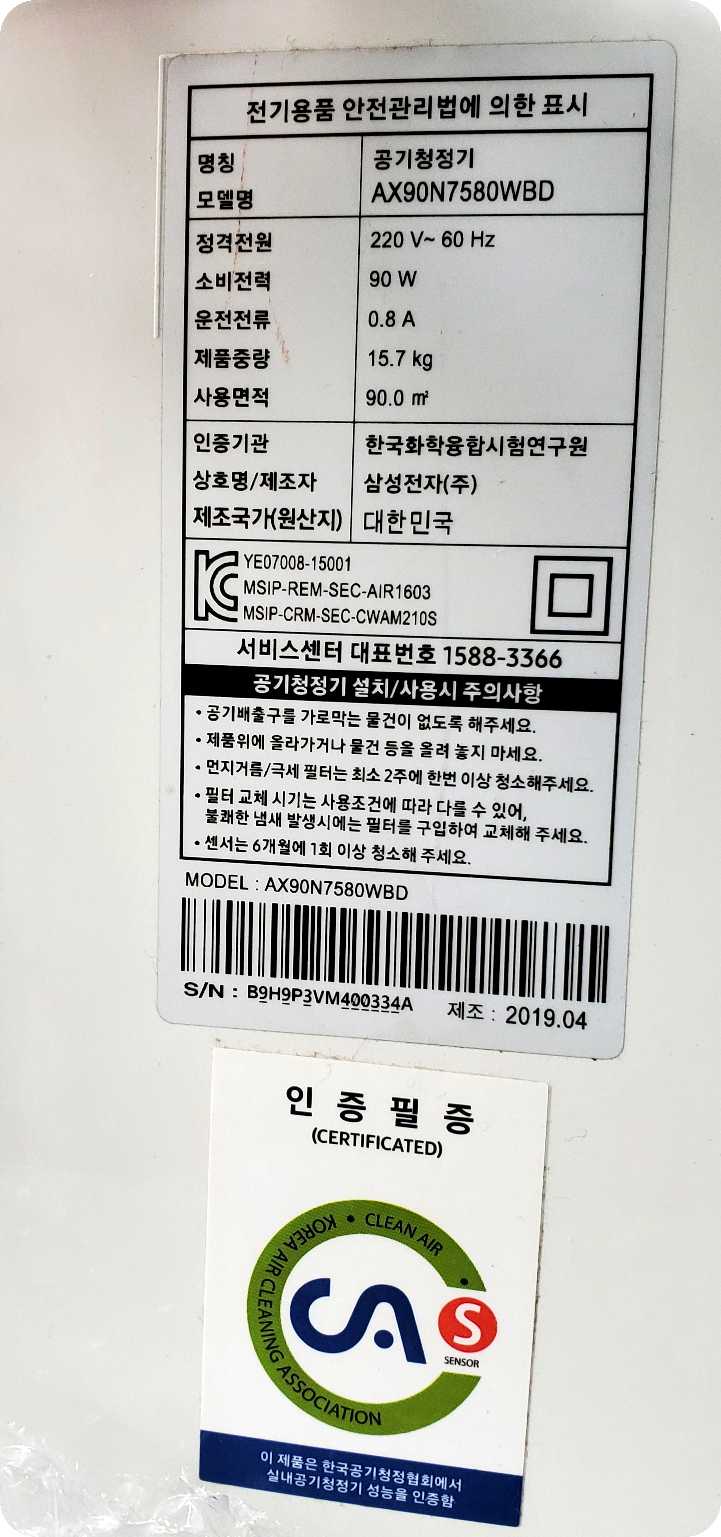 전기용품 안전관리법에 의한 표시
명칭 공기청정기
모델명 AX90N7580WBD
정격전원 220 V~ 60 Hz
소비전력 90 W
운전전류 0.8 A
제품중량 15.7 kg
사용면적 90.0 ㎡
인증기관 한국화학융합시험연구원
상호명/제조자 삼성전자(주)
제조국가(원산지) 대한민국
YE07008-15001
MSIP-REM-SEC-AIR1603
MSIP-CRM-SEC-CWAM210S
서비스센터 대표번호 1588-3366
공기청정기 설치/사용시 주의사항
• 공기배출구를 가로막는 물건이 없도록 해주세요.
• 제품위에 올라가거나 물건 등을 올려 놓지 마세요.
• 먼지거름/극세 필터는 최소 2주에 한번 이상 청소해주세요.
• 필터 교체 시기는 사용조건에 따라 다를 수 있어,
불쾌한 냄새 발생시에는 필터를 구입하여 교체해 주세요.
• 센서는 6개월에 1회 이상 청소해 주세요.
MODEL : AX90N7580WBD
S/N : B9H9P3VM400334A 제조 : 2019.04
인 증 필 증
(CERTIFICATED)
KOREA AIR CLEANING ASSOCIATION • CLEAN AIR •
CA S
SENSOR
이 제품은 한국공기청정협회에서
실내공기청정기 성능을 인증함